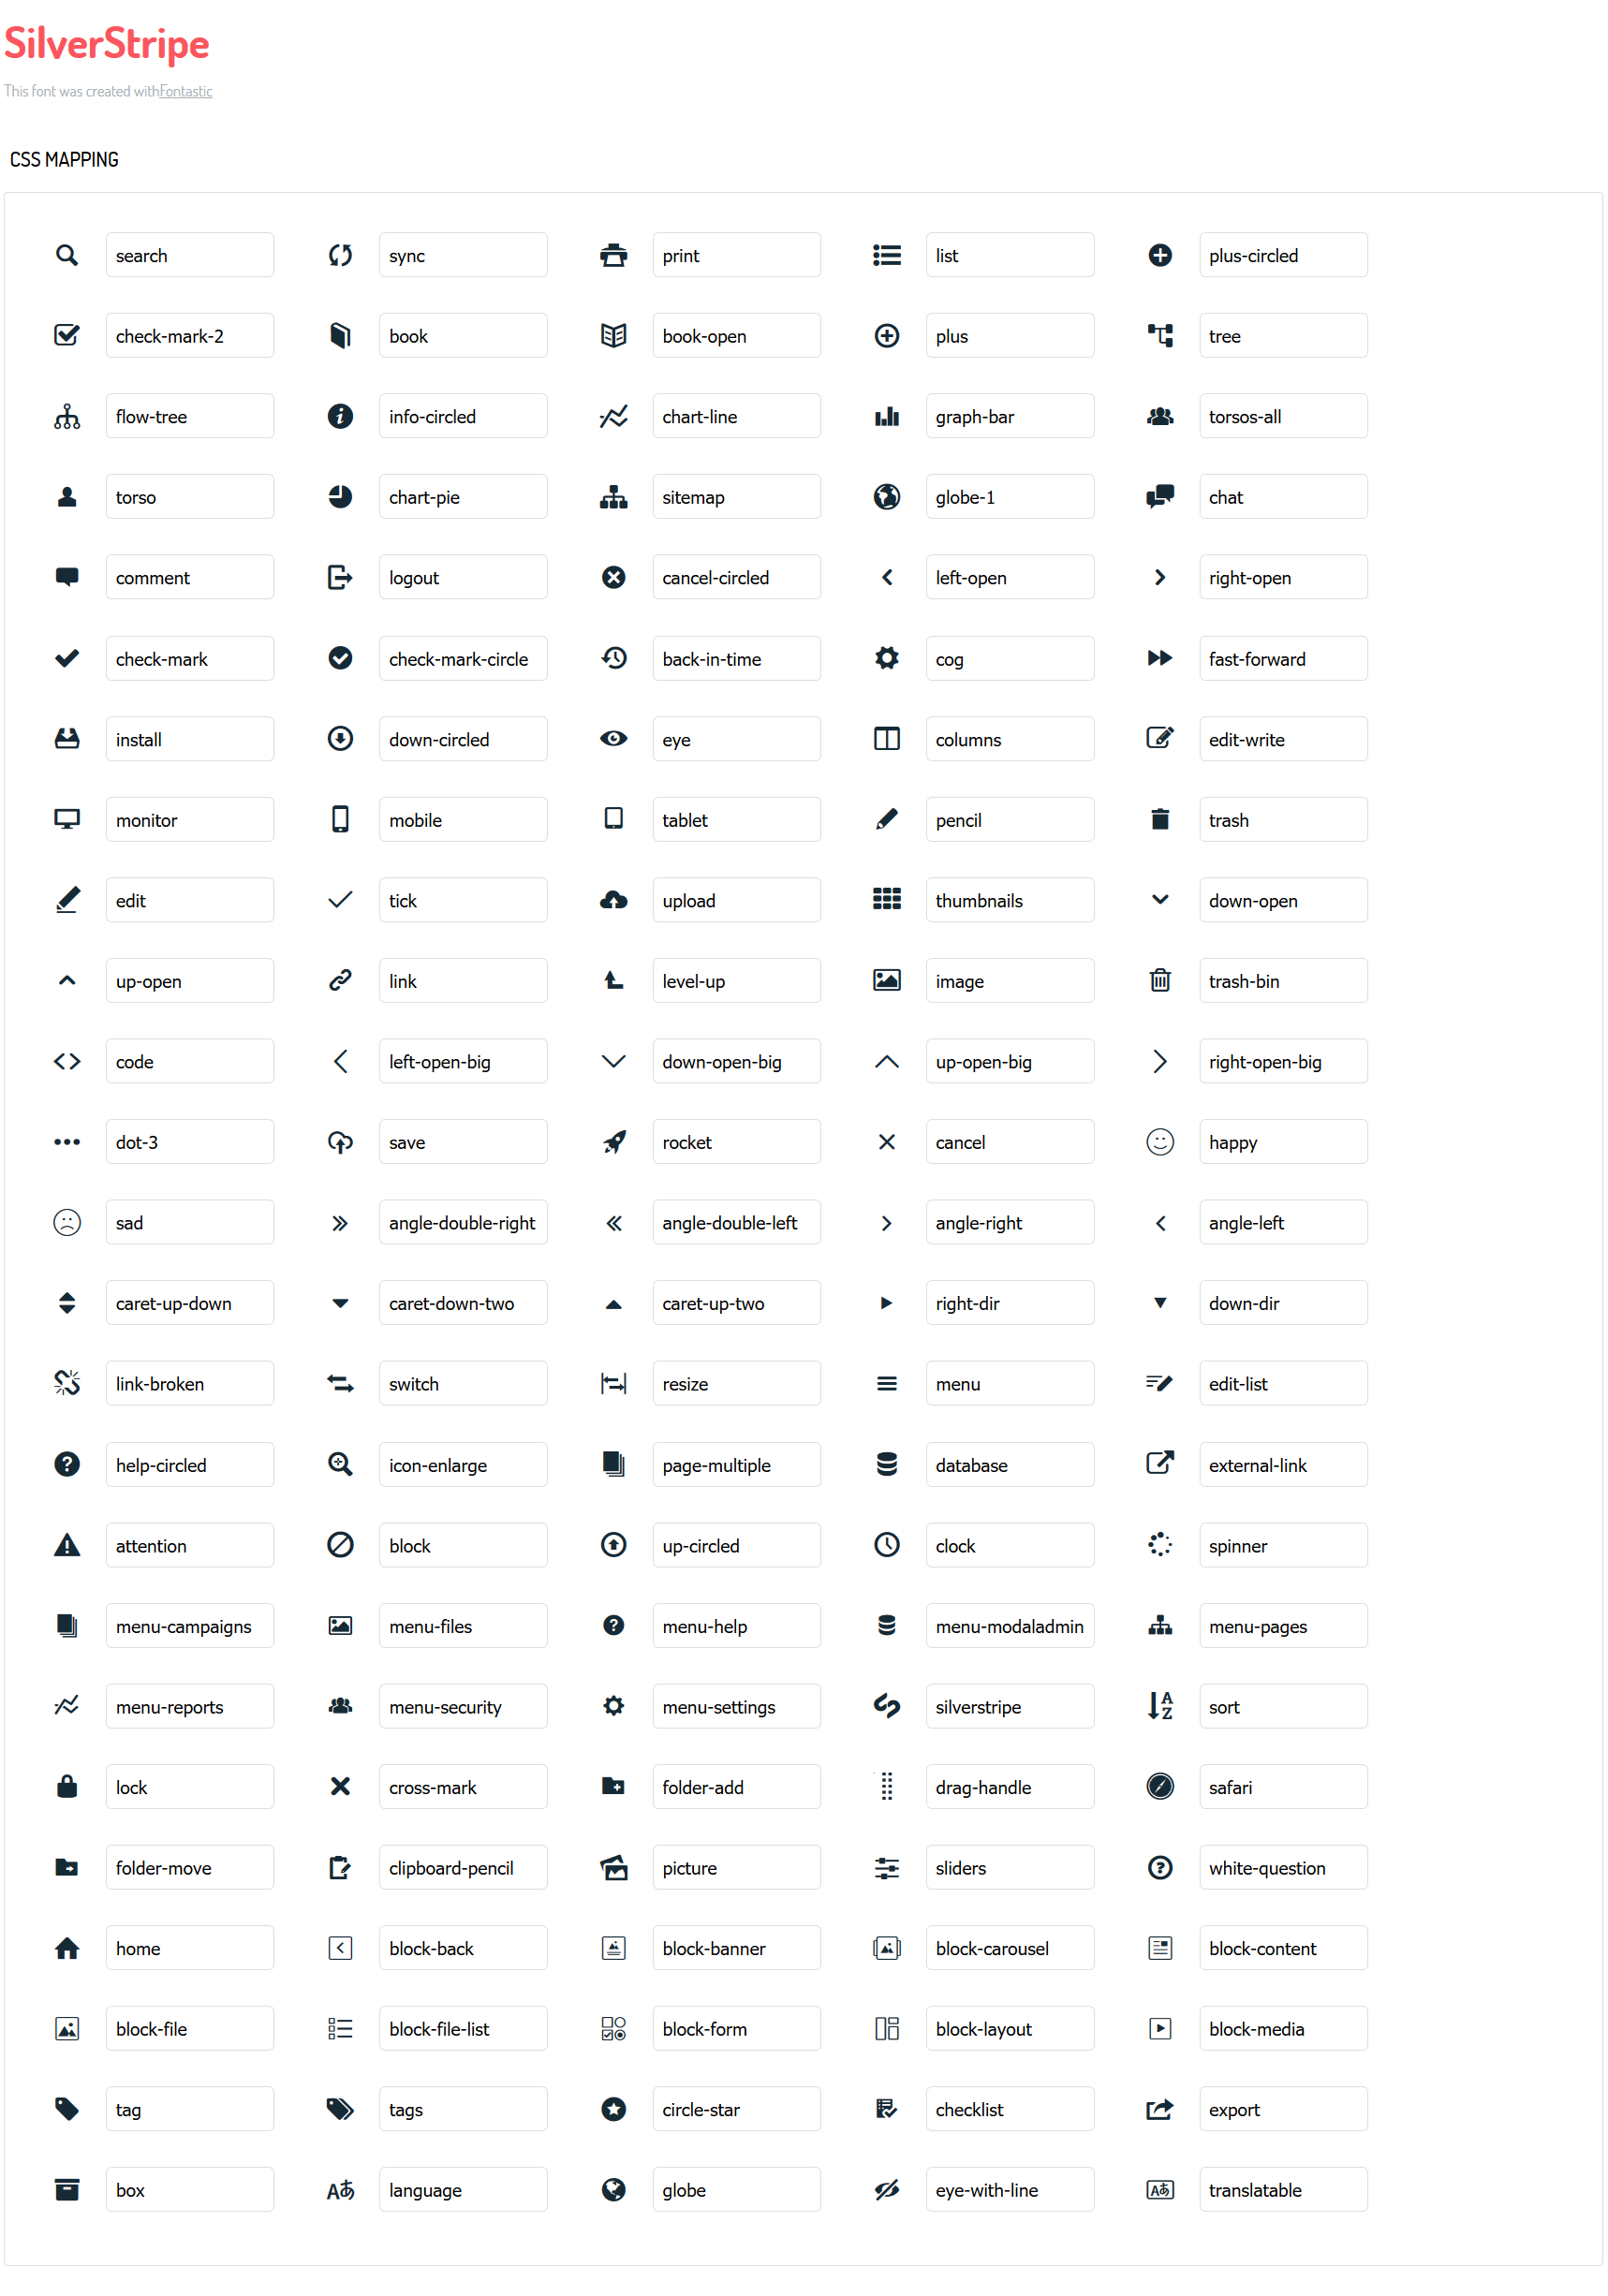 SilverStripe
This font was created withFontastic
CSS MAPPING
search sync print list plus-circled
check-mark-2 book book-open plus tree
flow-tree info-circled chart-line graph-bar torsos-all
torso chart-pie sitemap globe-1 chat
comment logout cancel-circled left-open right-open
check-mark check-mark-circle back-in-time cog fast-forward
install down-circled eye columns edit-write
monitor mobile tablet pencil trash
edit tick upload thumbnails down-open
up-open link level-up image trash-bin
code left-open-big down-open-big up-open-big right-open-big
dot-3 save rocket cancel happy
sad angle-double-right angle-double-left angle-right angle-left
caret-up-down caret-down-two caret-up-two right-dir down-dir
link-broken switch resize menu edit-list
help-circled icon-enlarge page-multiple database external-link
attention block up-circled clock spinner
menu-campaigns menu-files menu-help menu-modaladmin menu-pages
menu-reports menu-security menu-settings silverstripe A Z sort
lock cross-mark folder-add drag-handle safari
folder-move clipboard-pencil picture sliders white-question
home block-back block-banner block-carousel block-content
block-file block-file-list block-form block-layout block-media
tag tags circle-star checklist export
box Aあ language globe eye-with-line Aあ translatable